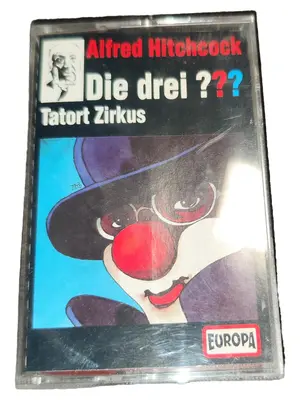 Alfred Hitchcock
Die drei ???
Tatort Zirkus
EUROPA